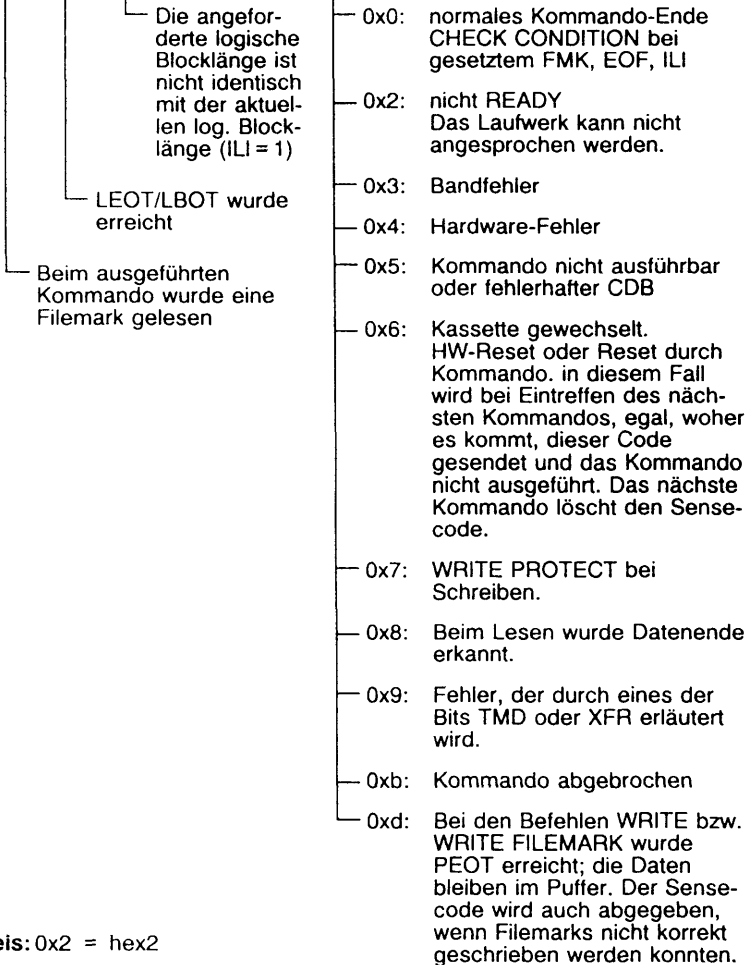 Die angefor-
derte logische
Blocklänge ist
nicht identisch
mit der aktuel-
len log. Block-
länge (ILI = 1)
LEOT/LBOT wurde
erreicht
Beim ausgeführten
Kommando wurde eine
Filemark gelesen
0x0: normales Kommando-Ende
CHECK CONDITION bei
gesetztem FMK, EOF, ILI
0x2: nicht READY
Das Laufwerk kann nicht
angesprochen werden.
0x3: Bandfehler
0x4: Hardware-Fehler
0x5: Kommando nicht ausführbar
oder fehlerhafter CDB
0x6: Kassette gewechselt.
HW-Reset oder Reset durch
Kommando. in diesem Fall
wird bei Eintreffen des näch-
sten Kommandos, egal, woher
es kommt, dieser Code
gesendet und das Kommando
nicht ausgeführt. Das nächste
Kommando löscht den Sense-
code.
0x7: WRITE PROTECT bei
Schreiben.
0x8: Beim Lesen wurde Datenende
erkannt.
0x9: Fehler, der durch eines der
Bits TMD oder XFR erläutert
wird.
0xb: Kommando abgebrochen
0xd: Bei den Befehlen WRITE bzw.
WRITE FILEMARK wurde
PEOT erreicht; die Daten
bleiben im Puffer. Der Sense-
code wird auch abgegeben,
wenn Filemarks nicht korrekt
geschrieben werden konnten.
eis: 0x2 = hex2